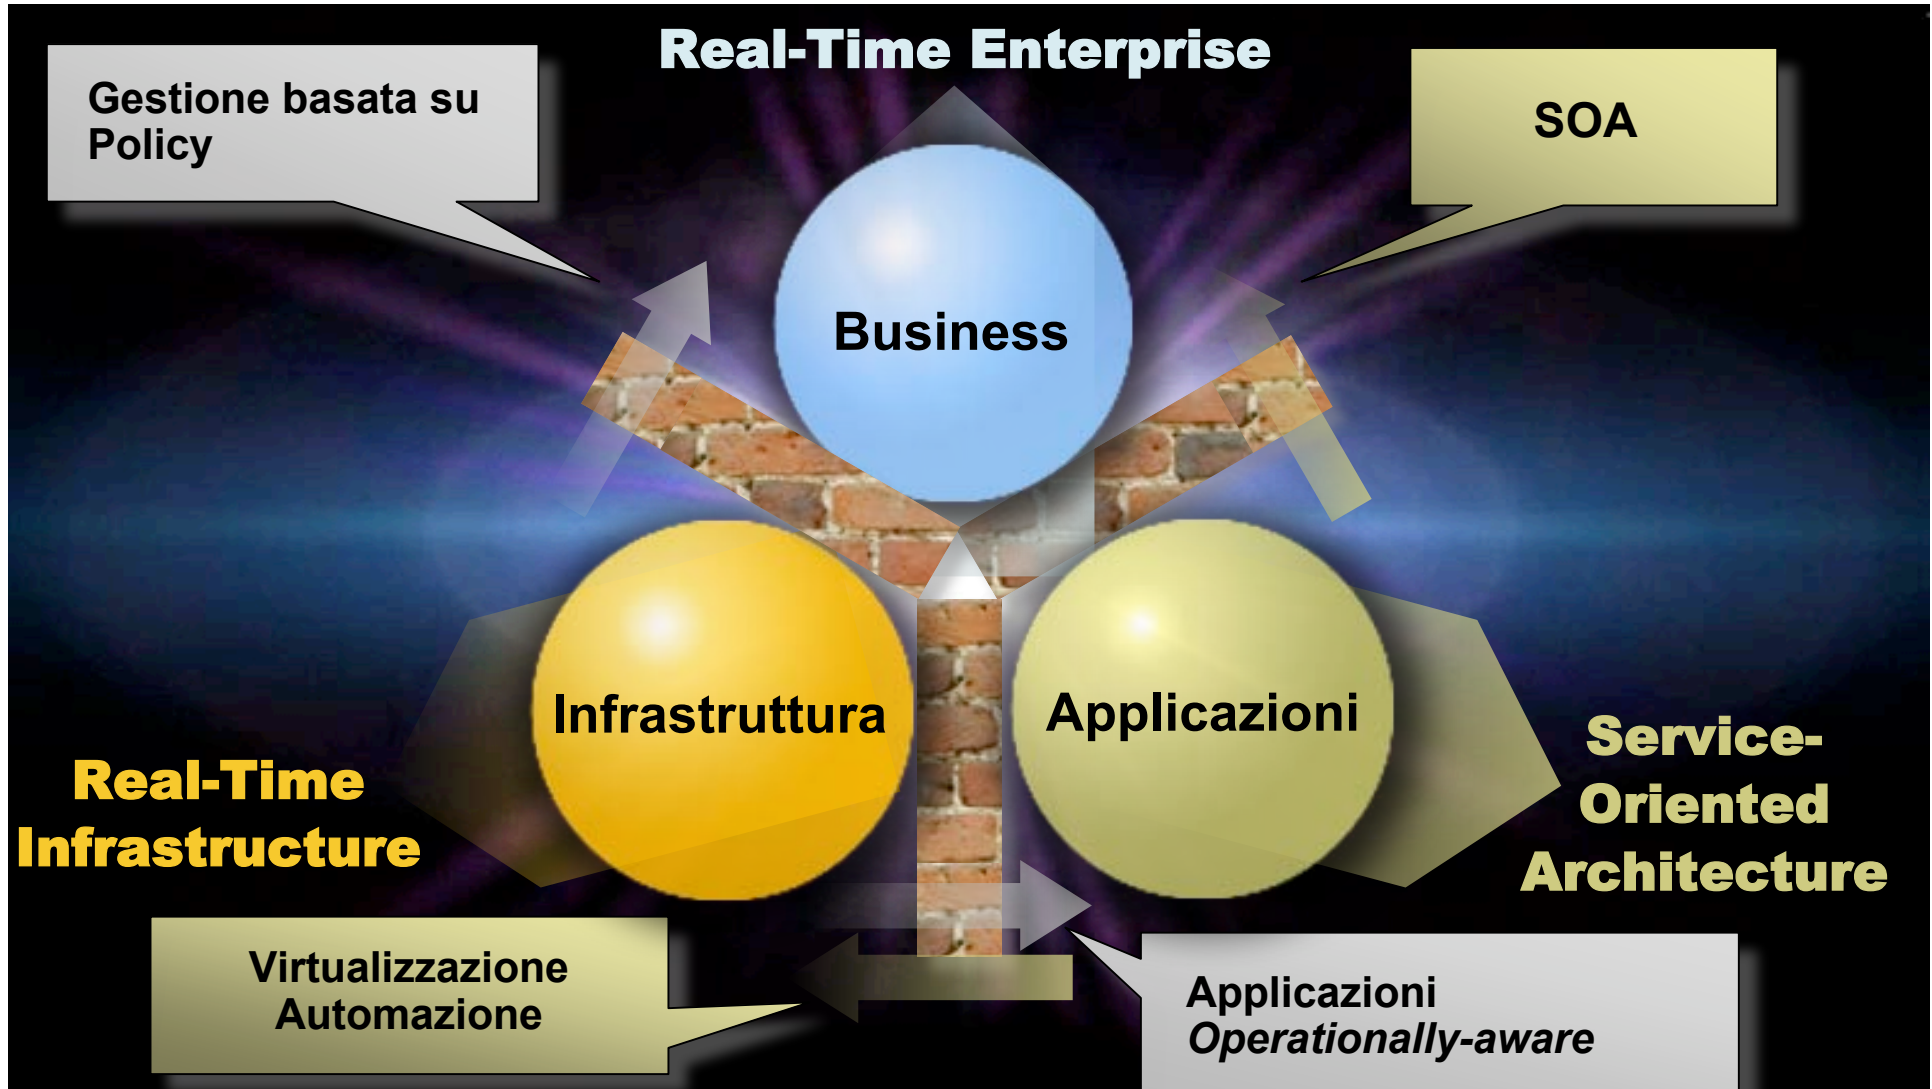 Real-Time Enterprise
Gestione basata su
Policy
SOA
Business
Infrastruttura
Applicazioni
Real-Time
Infrastructure
Service-
Oriented
Architecture
Virtualizzazione
Automazione
Applicazioni
Operationally-aware